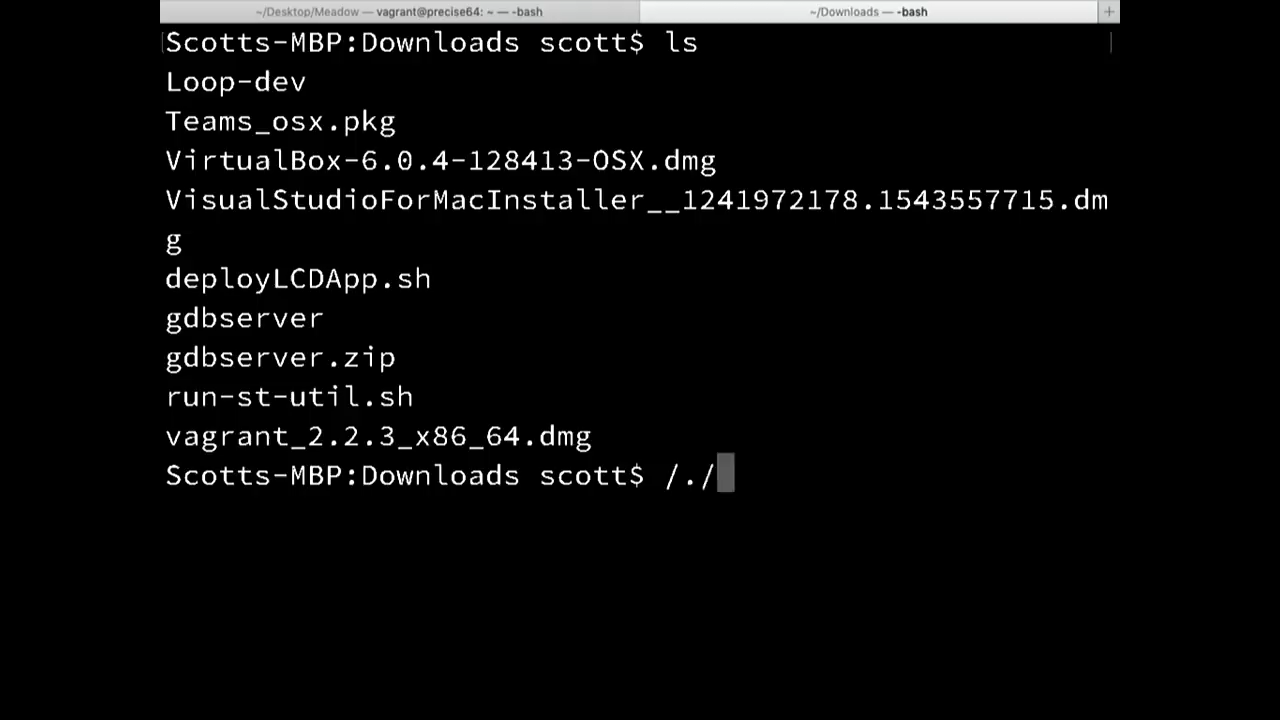 ~/Desktop/Meadow — vagrant@precise64: ~ — -bash
~/Downloads — -bash
+
Scotts-MBP:Downloads scott$ ls
Loop-dev
Teams_osx.pkg
VirtualBox-6.0.4-128413-OSX.dmg
VisualStudioForMacInstaller__1241972178.1543557715.dm
g
deployLCDApp.sh
gdbserver
gdbserver.zip
run-st-util.sh
vagrant_2.2.3_x86_64.dmg
Scotts-MBP:Downloads scott$ /./